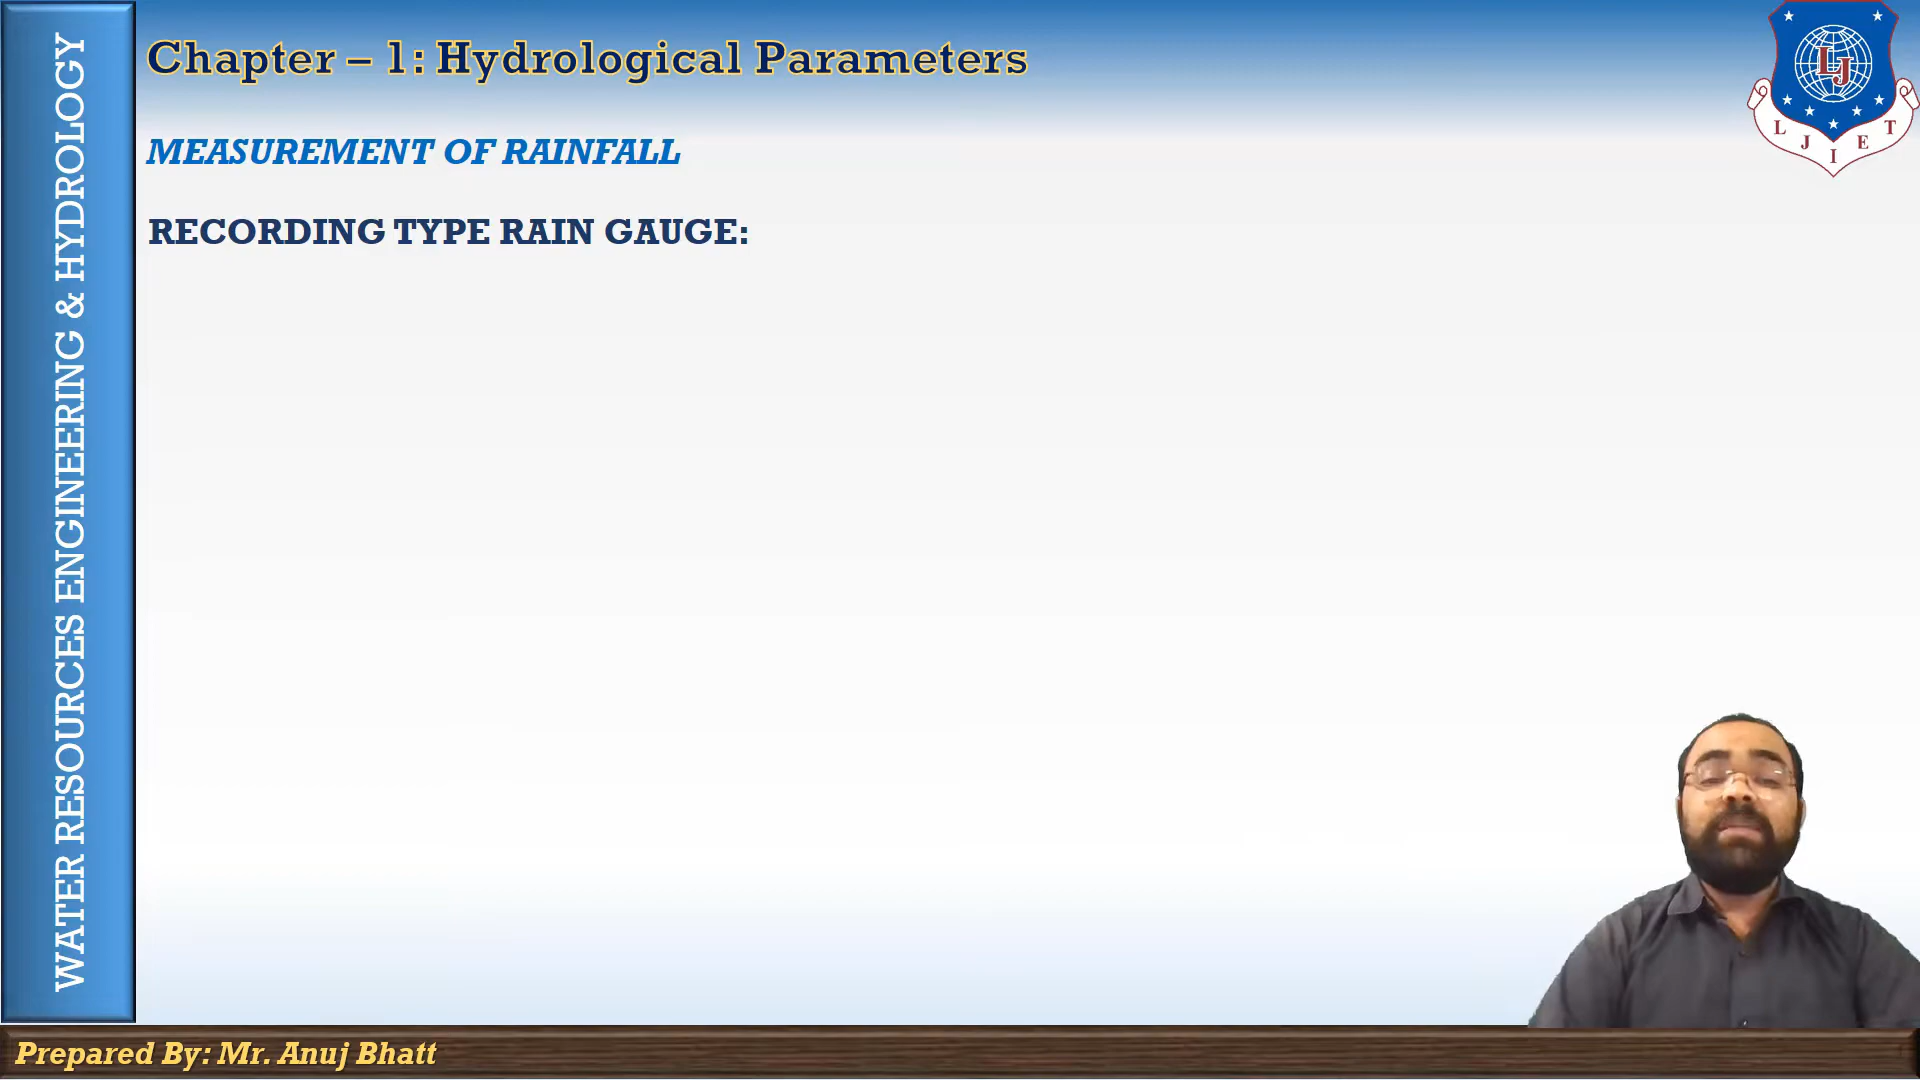 WATER RESOURCES ENGINEERING & HYDROLOGY
Chapter – 1: Hydrological Parameters
MEASUREMENT OF RAINFALL
RECORDING TYPE RAIN GAUGE:
LJ
L J I E T
Prepared By: Mr. Anuj Bhatt